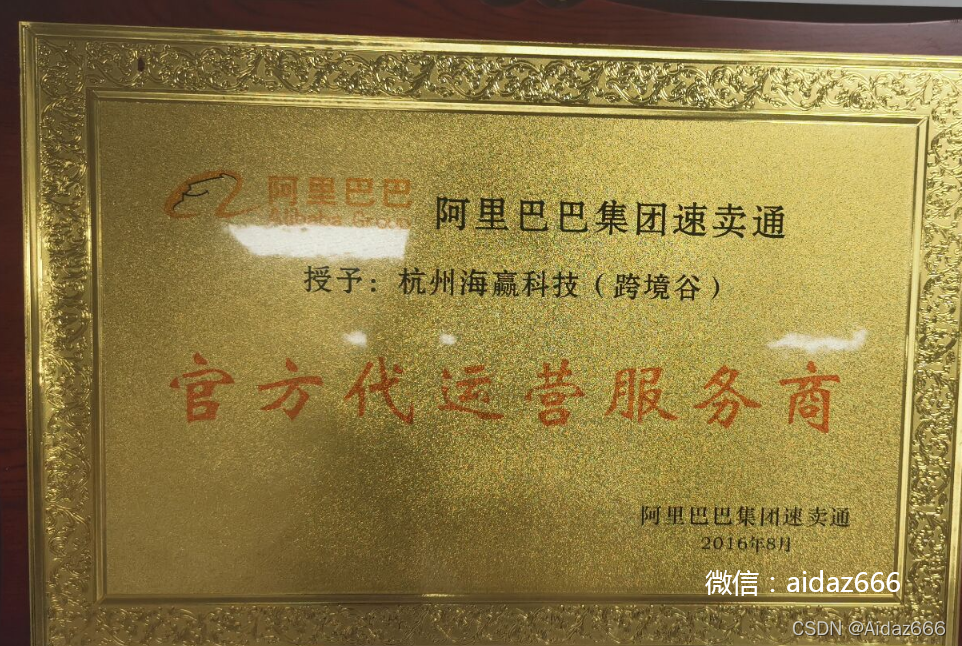 阿里巴巴
Alibaba Group
阿里巴巴集团速卖通
授予：杭州海赢科技（跨境谷）
官方代运营服务商
阿里巴巴集团速卖通
2016年8月
微信：aidaz666
CSDN @Aidaz666